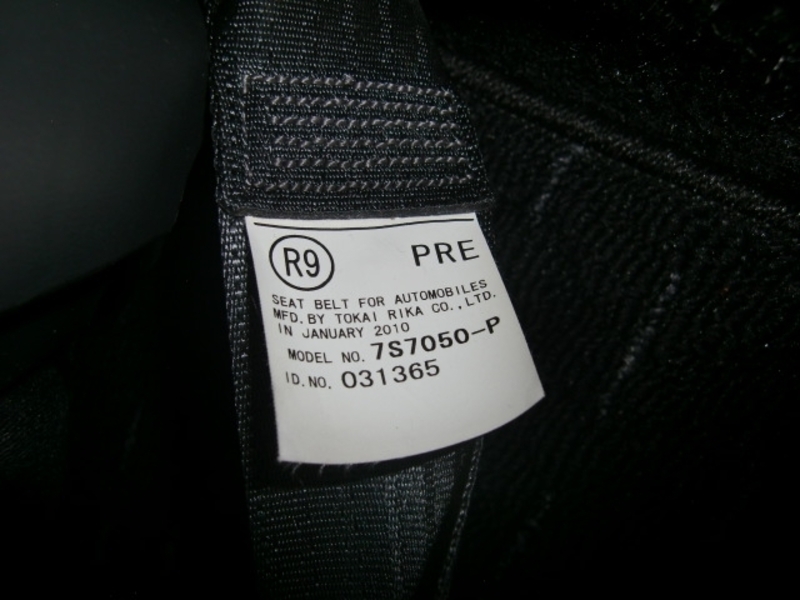 R9 PRE
SEAT BELT FOR AUTOMOBILES
MFD. BY TOKAI RIKA CO., LTD.
IN JANUARY 2010
MODEL NO. 7S7050-P
ID. NO. 031365